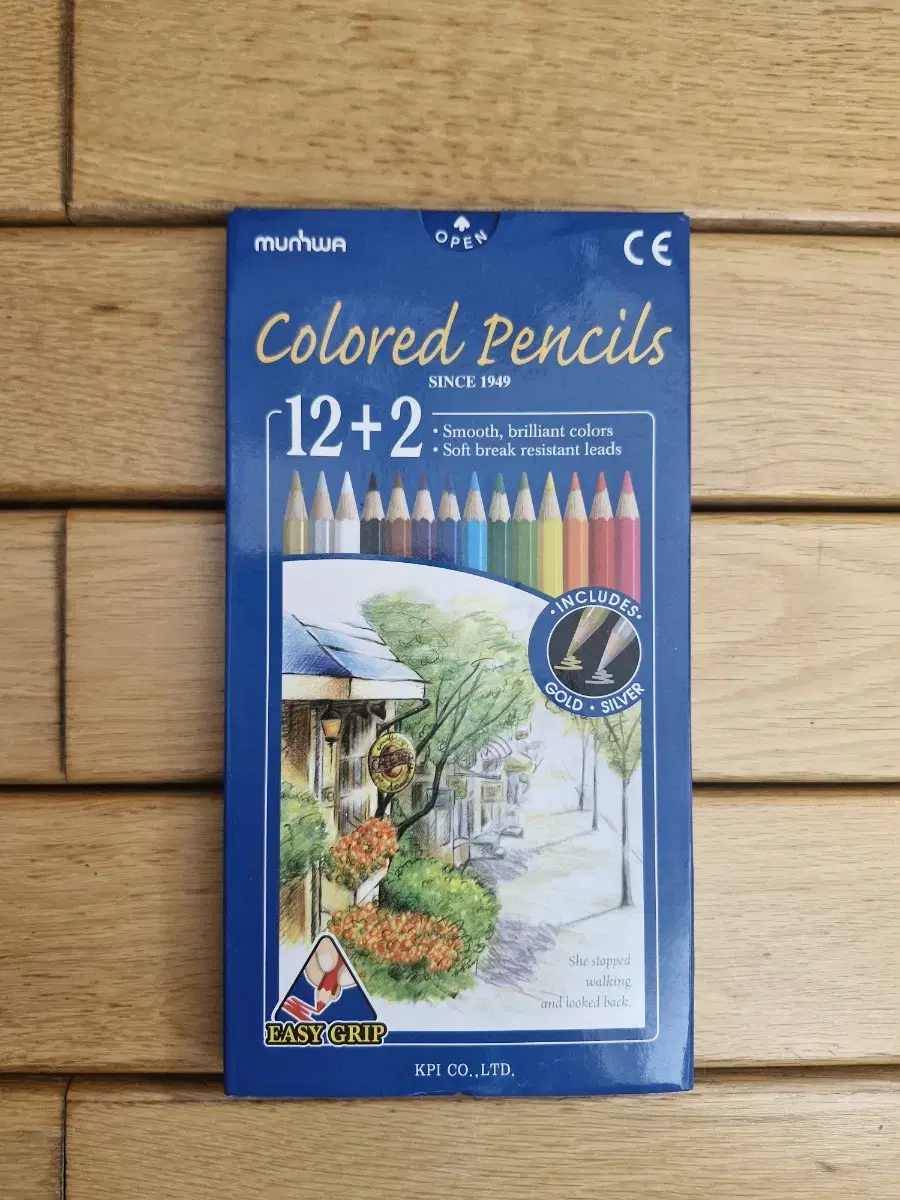 munhwa
OPEN
CE
Colored Pencils
SINCE 1949
12+2
• Smooth, brilliant colors
• Soft break resistant leads
• INCLUDES •
GOLD • SILVER
She stopped
walking
and looked back.
EASY GRIP
KPI CO.,LTD.